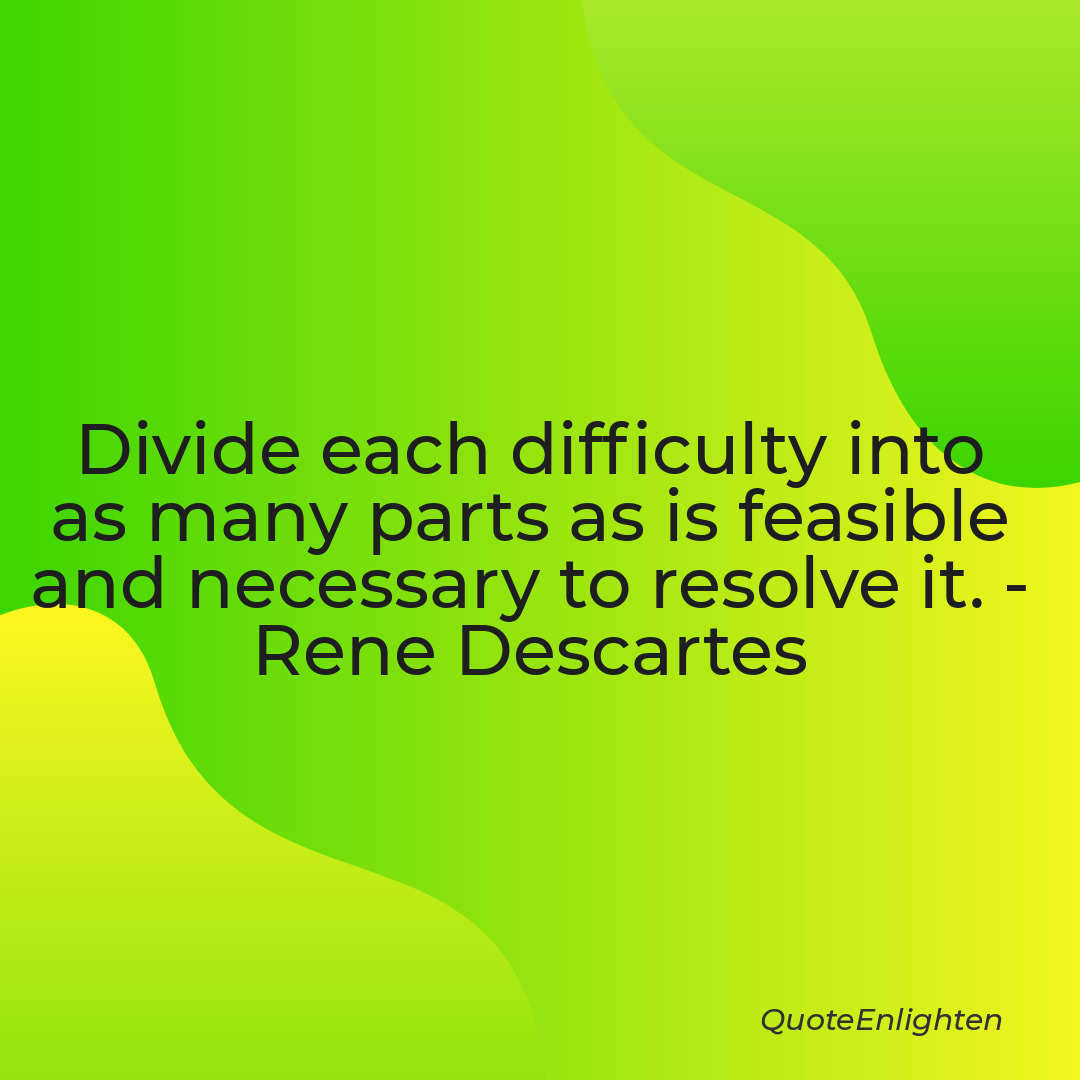 Divide each difficulty into
as many parts as is feasible
and necessary to resolve it. -
Rene Descartes
QuoteEnlighten